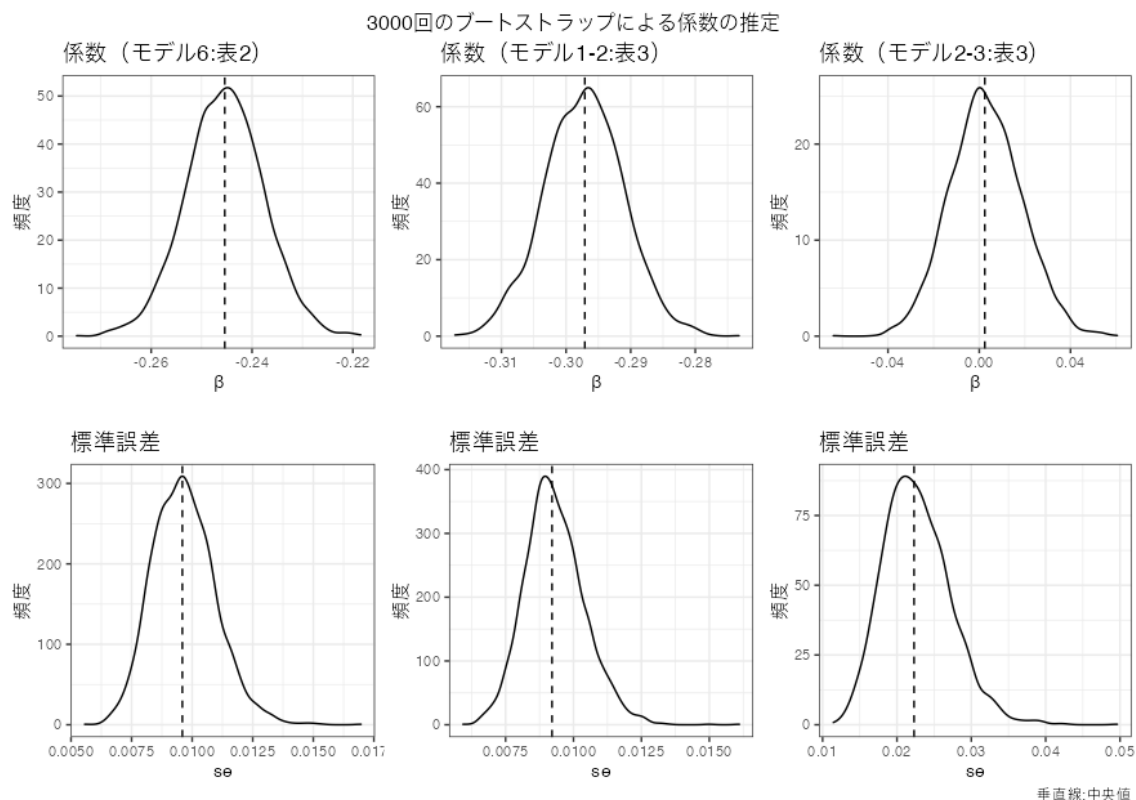 3000回のブートストラップによる係数の推定
係数（モデル6:表2）
係数（モデル1-2:表3）
係数（モデル2-3:表3）
頻度
50
40
30
20
10
0
-0.26
-0.24
-0.22
β
頻度
60
40
20
0
-0.31
-0.30
-0.29
-0.28
β
頻度
20
10
0
-0.04
0.00
0.04
β
標準誤差
標準誤差
標準誤差
頻度
300
200
100
0
0.0050
0.0075
0.0100
0.0125
0.0150
0.017
se
頻度
400
300
200
100
0
0.0075
0.0100
0.0125
0.0150
se
頻度
75
50
25
0
0.01
0.02
0.03
0.04
0.05
se
垂直線:中央値